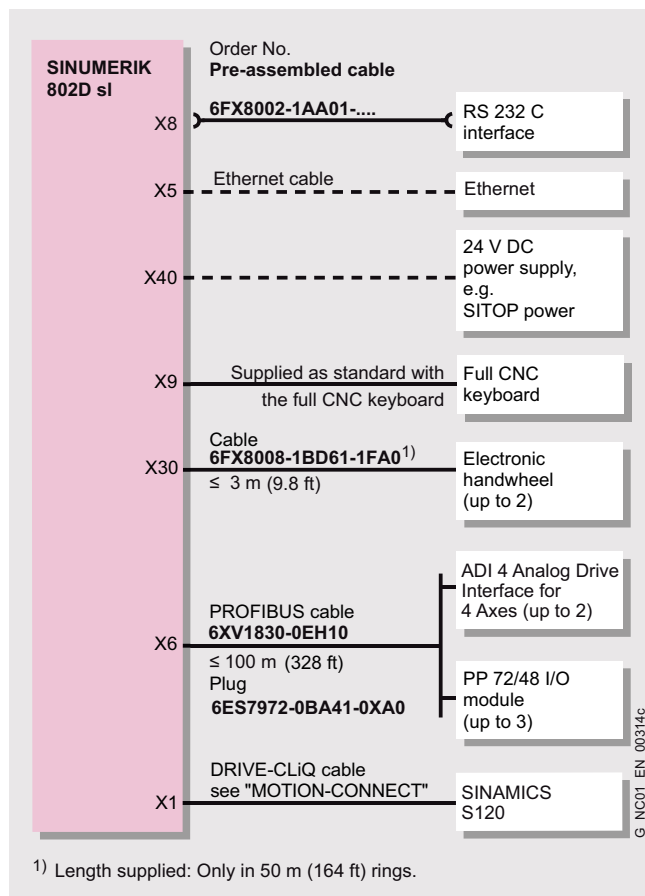 SINUMERIK
802D sl
Order No.
Pre-assembled cable
X8
6FX8002-1AA01-....
RS 232 C
interface
X5
Ethernet cable
Ethernet
X40
24 V DC
power supply,
e.g.
SITOP power
X9
Supplied as standard with
the full CNC keyboard
Full CNC
keyboard
X30
Cable
6FX8008-1BD61-1FA0 1)
≤ 3 m (9.8 ft)
Electronic
handwheel
(up to 2)
X6
PROFIBUS cable
6XV1830-0EH10
≤ 100 m (328 ft)
Plug
6ES7972-0BA41-0XA0
ADI 4 Analog Drive
Interface for
4 Axes (up to 2)
PP 72/48 I/O
module
(up to 3)
X1
DRIVE-CLiQ cable
see "MOTION-CONNECT"
SINAMICS
S120
G_NC01_EN_00314c
1) Length supplied: Only in 50 m (164 ft) rings.